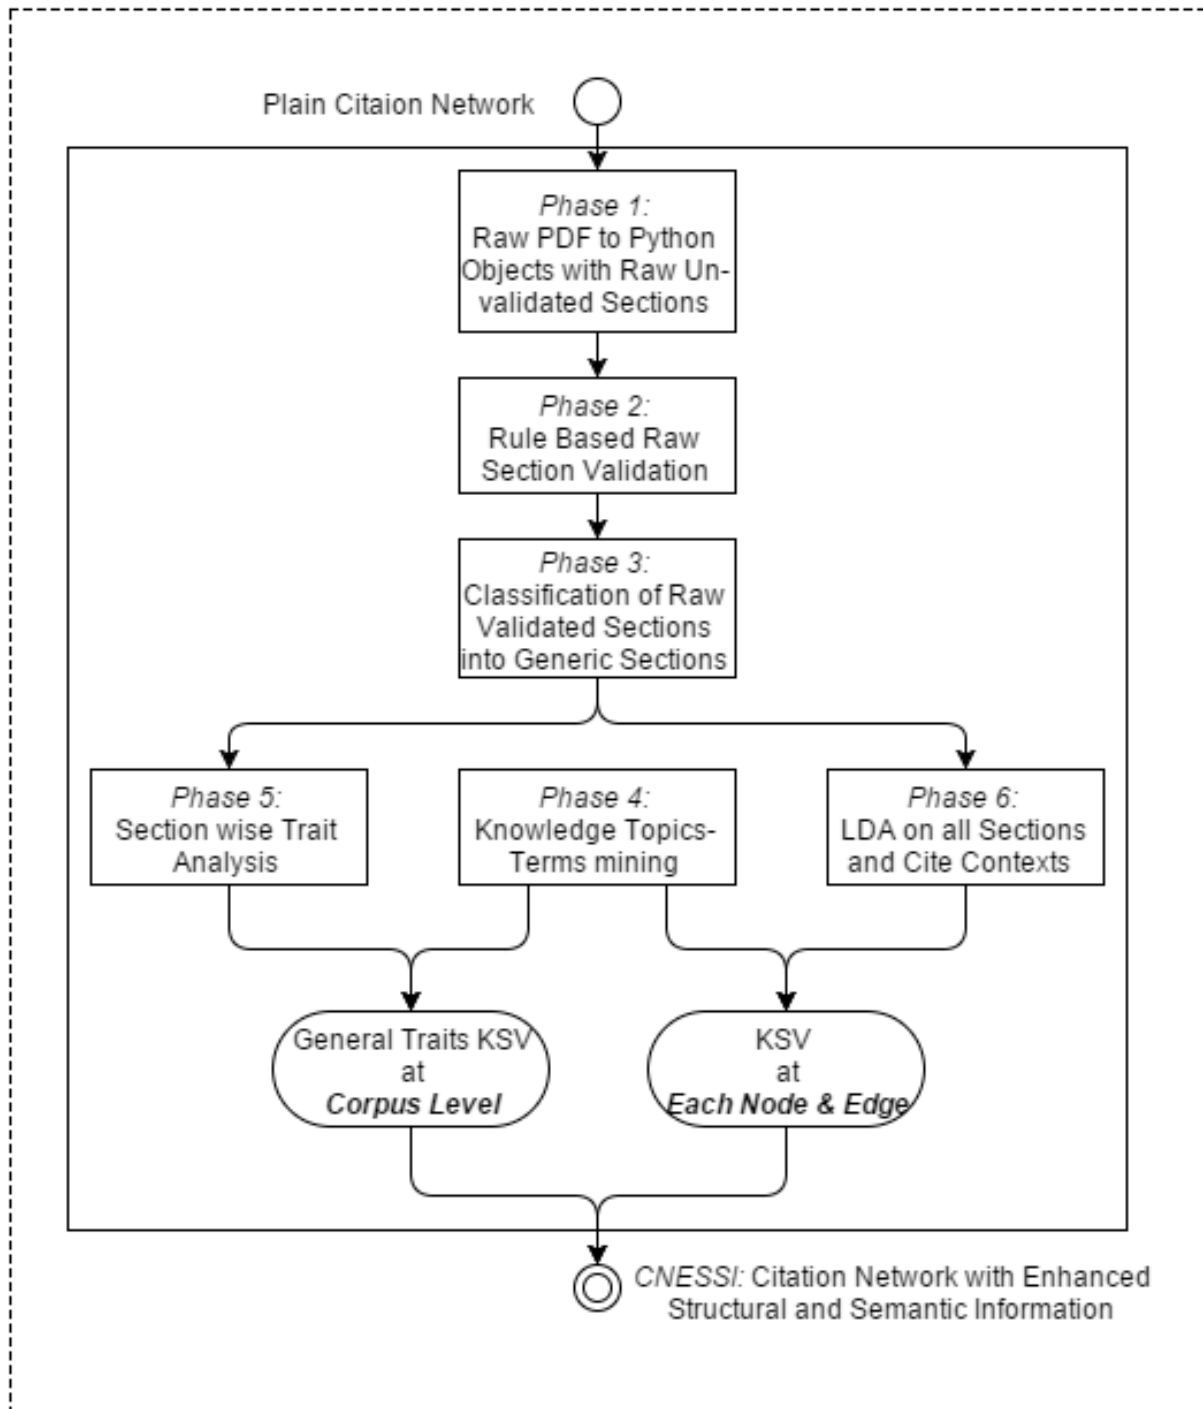 Plain Citaion Network
Phase 1:
Raw PDF to Python
Objects with Raw Un-
validated Sections
Phase 2:
Rule Based Raw
Section Validation
Phase 3:
Classification of Raw
Validated Sections
into Generic Sections
Phase 5:
Section wise Trait
Analysis
Phase 4:
Knowledge Topics-
Terms mining
Phase 6:
LDA on all Sections
and Cite Contexts
General Traits KSV
at
Corpus Level
KSV
at
Each Node & Edge
CNESSI: Citation Network with Enhanced
Structural and Semantic Information